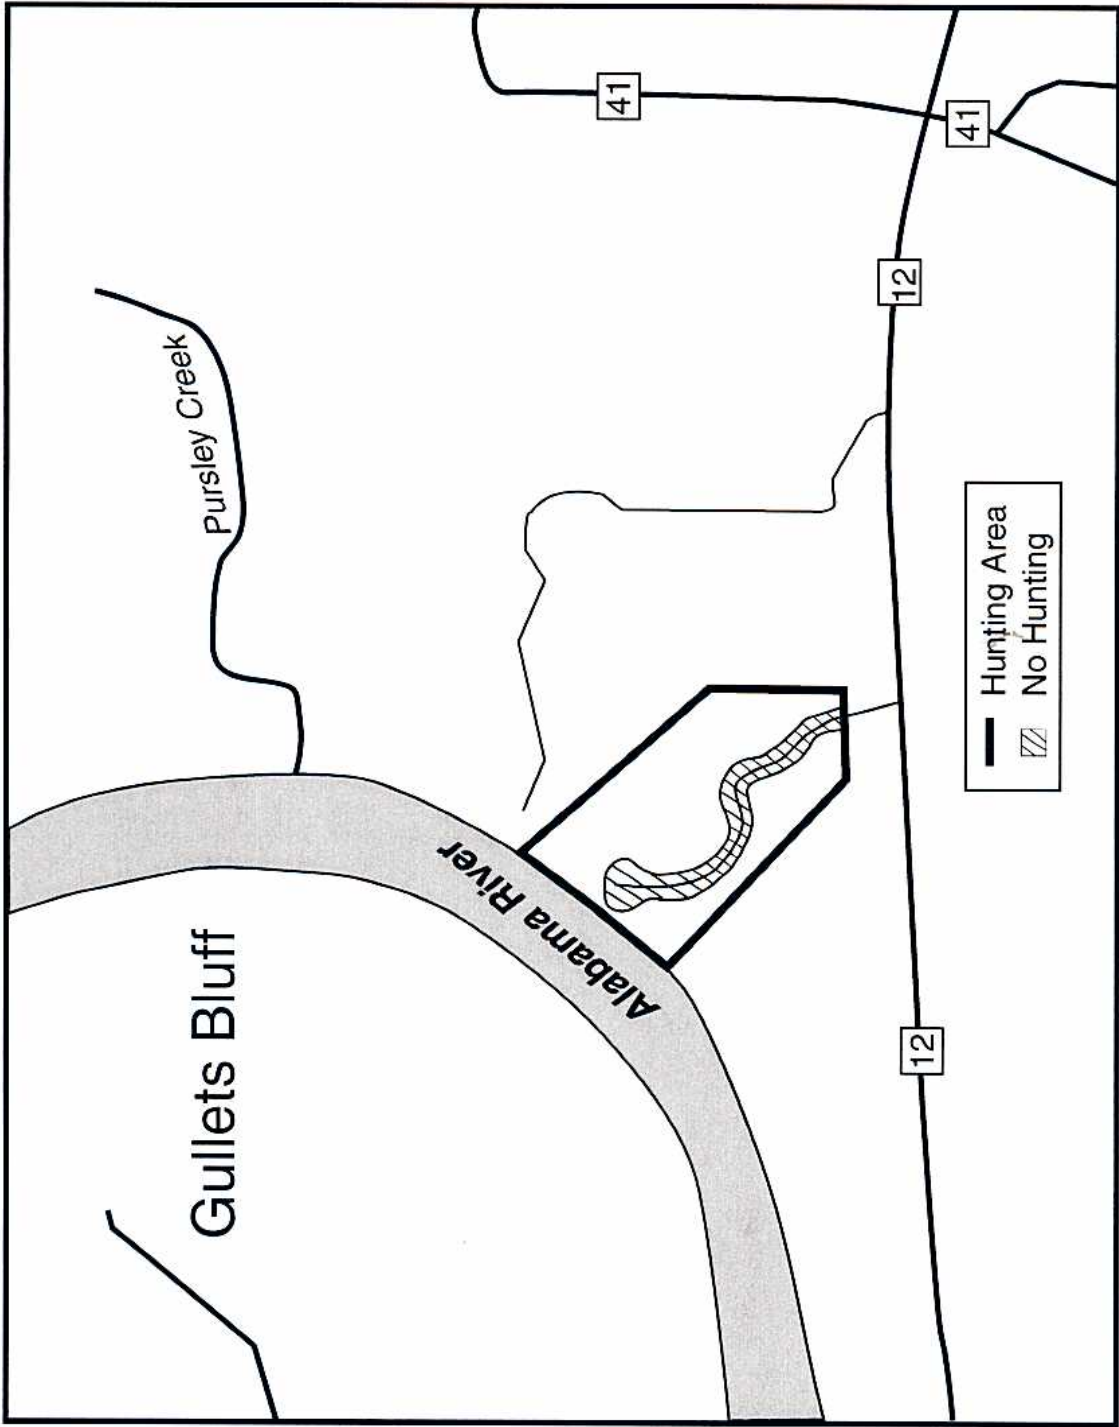 Gullets Bluff
Pursley Creek
Alabama River
41
41
12
12
Hunting Area
No Hunting